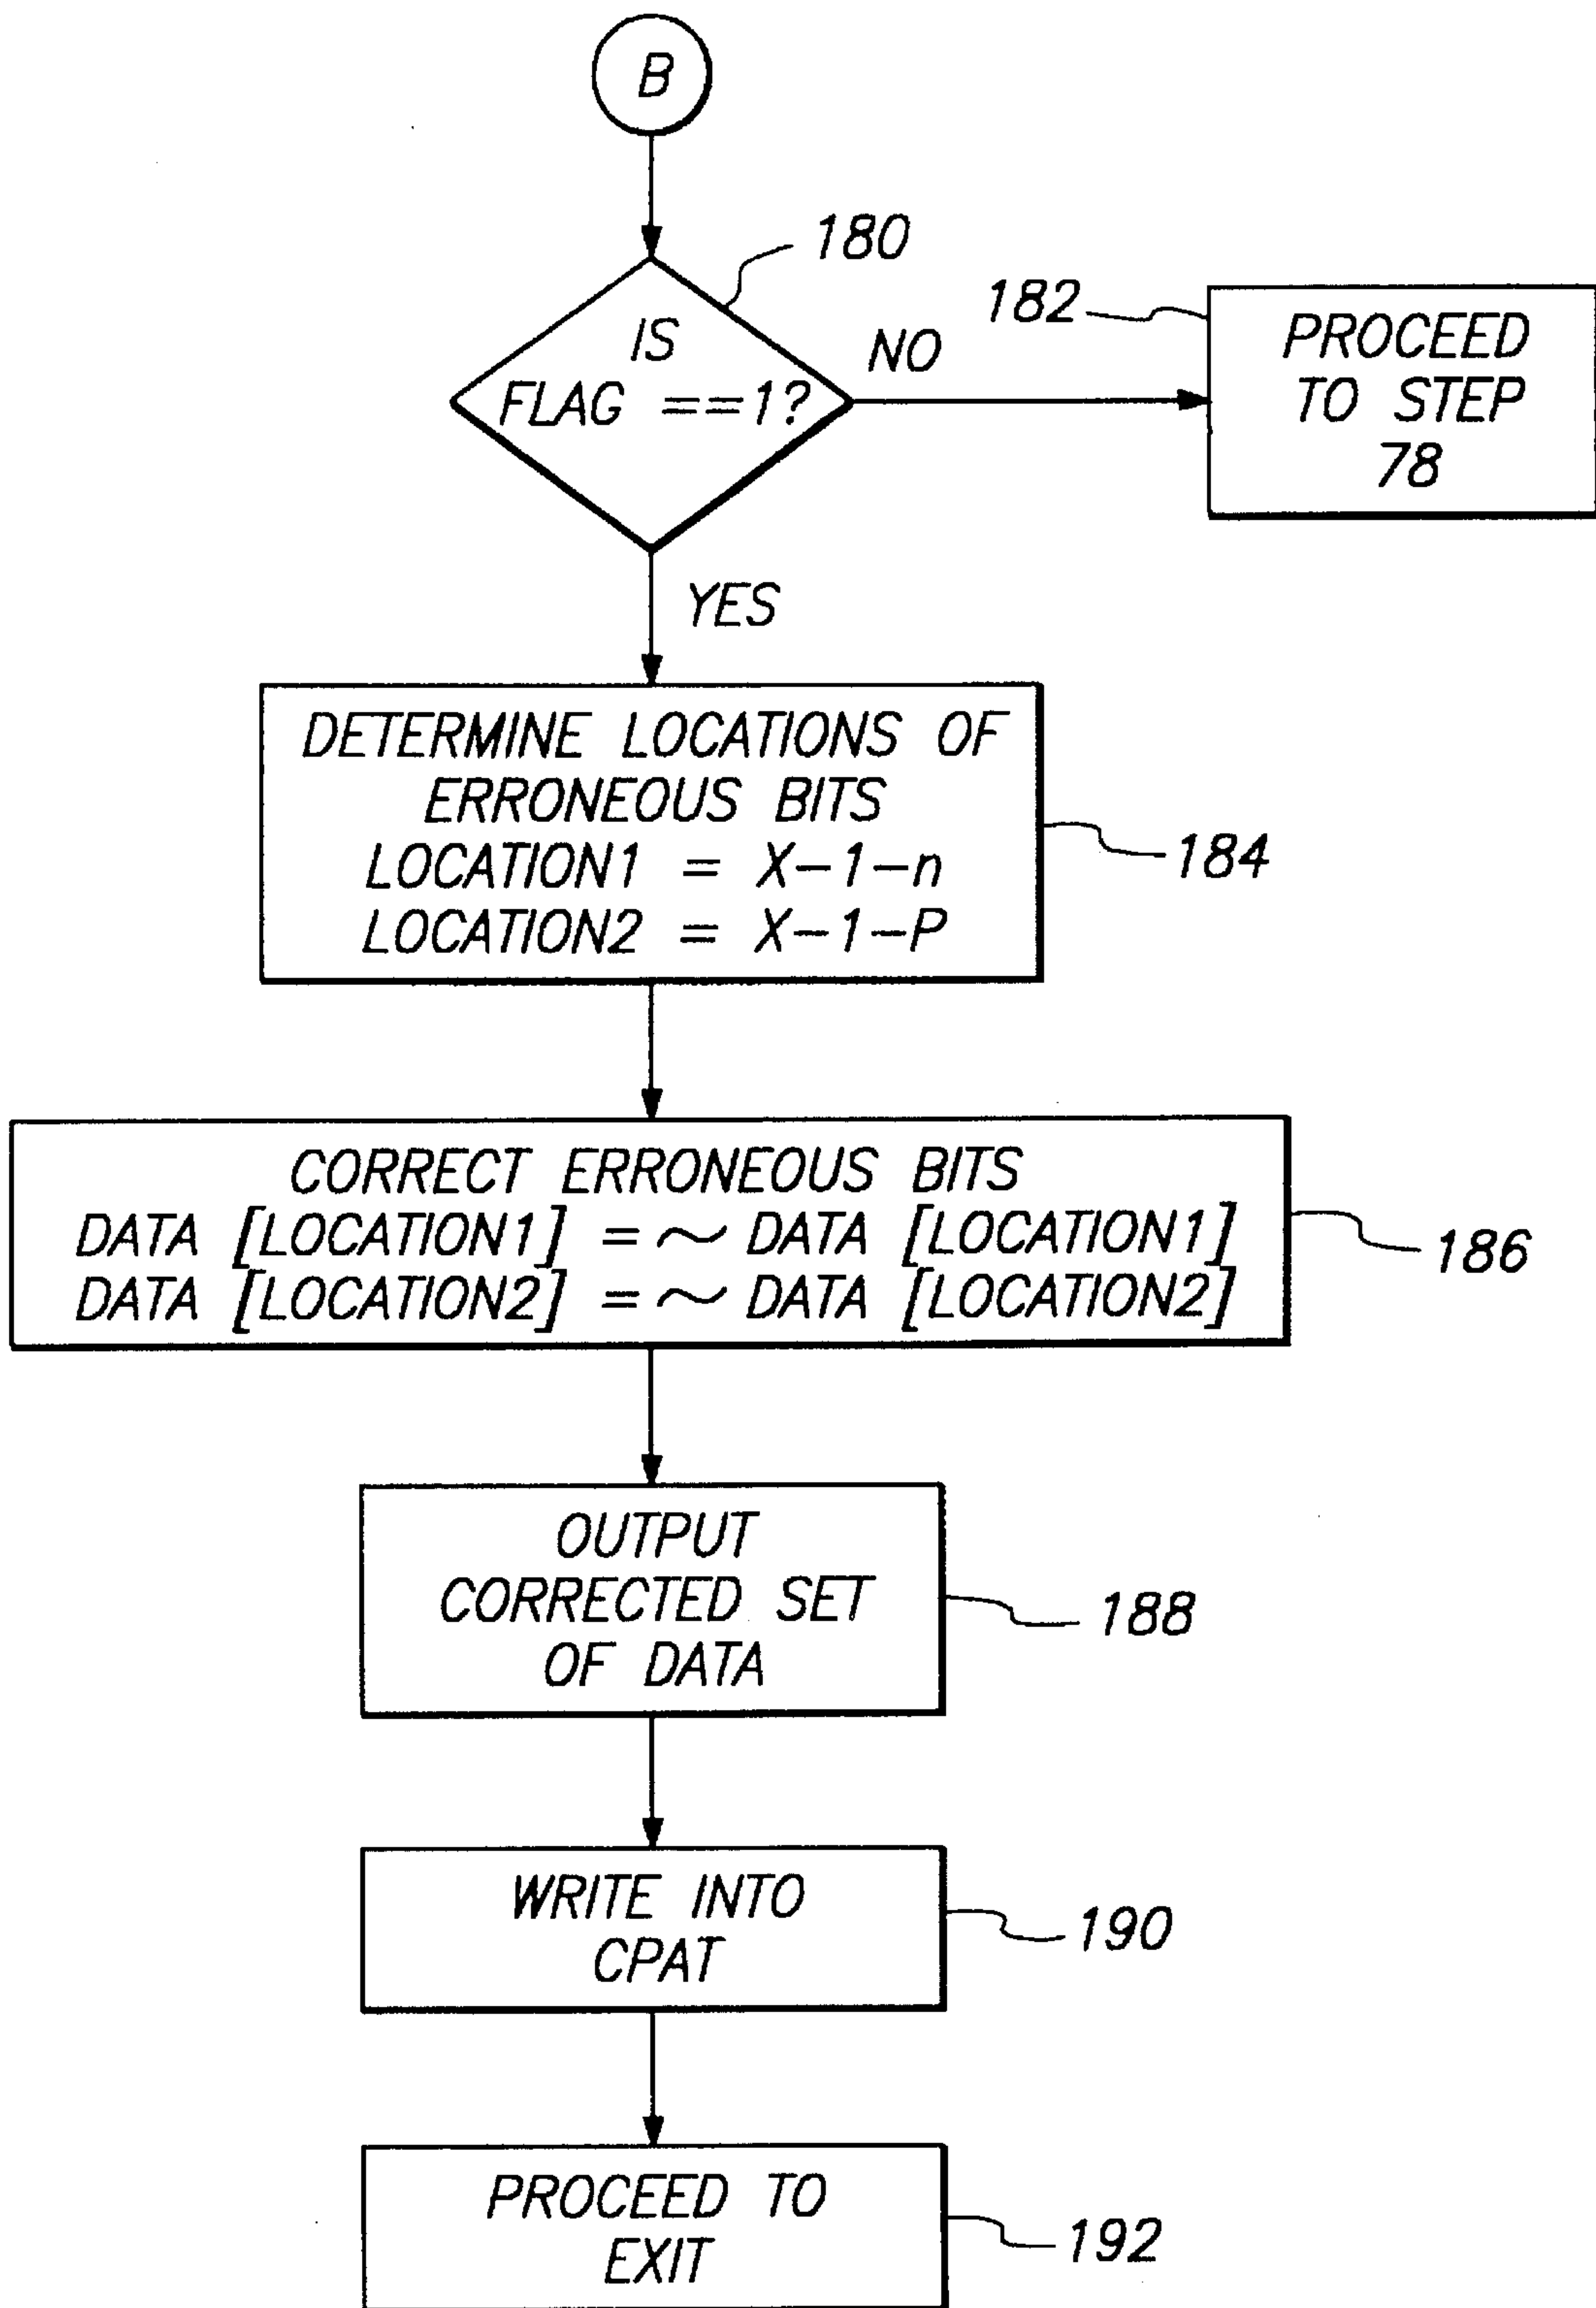 B
180
IS
FLAG ==1?
NO
182
PROCEED
TO STEP
78
YES
DETERMINE LOCATIONS OF
ERRONEOUS BITS
LOCATION1 = X-1-n
LOCATION2 = X-1-P
184
CORRECT ERRONEOUS BITS
DATA [LOCATION1] = ~ DATA [LOCATION1]
DATA [LOCATION2] = ~ DATA [LOCATION2]
186
OUTPUT
CORRECTED SET
OF DATA
188
WRITE INTO
CPAT
190
PROCEED TO
EXIT
192